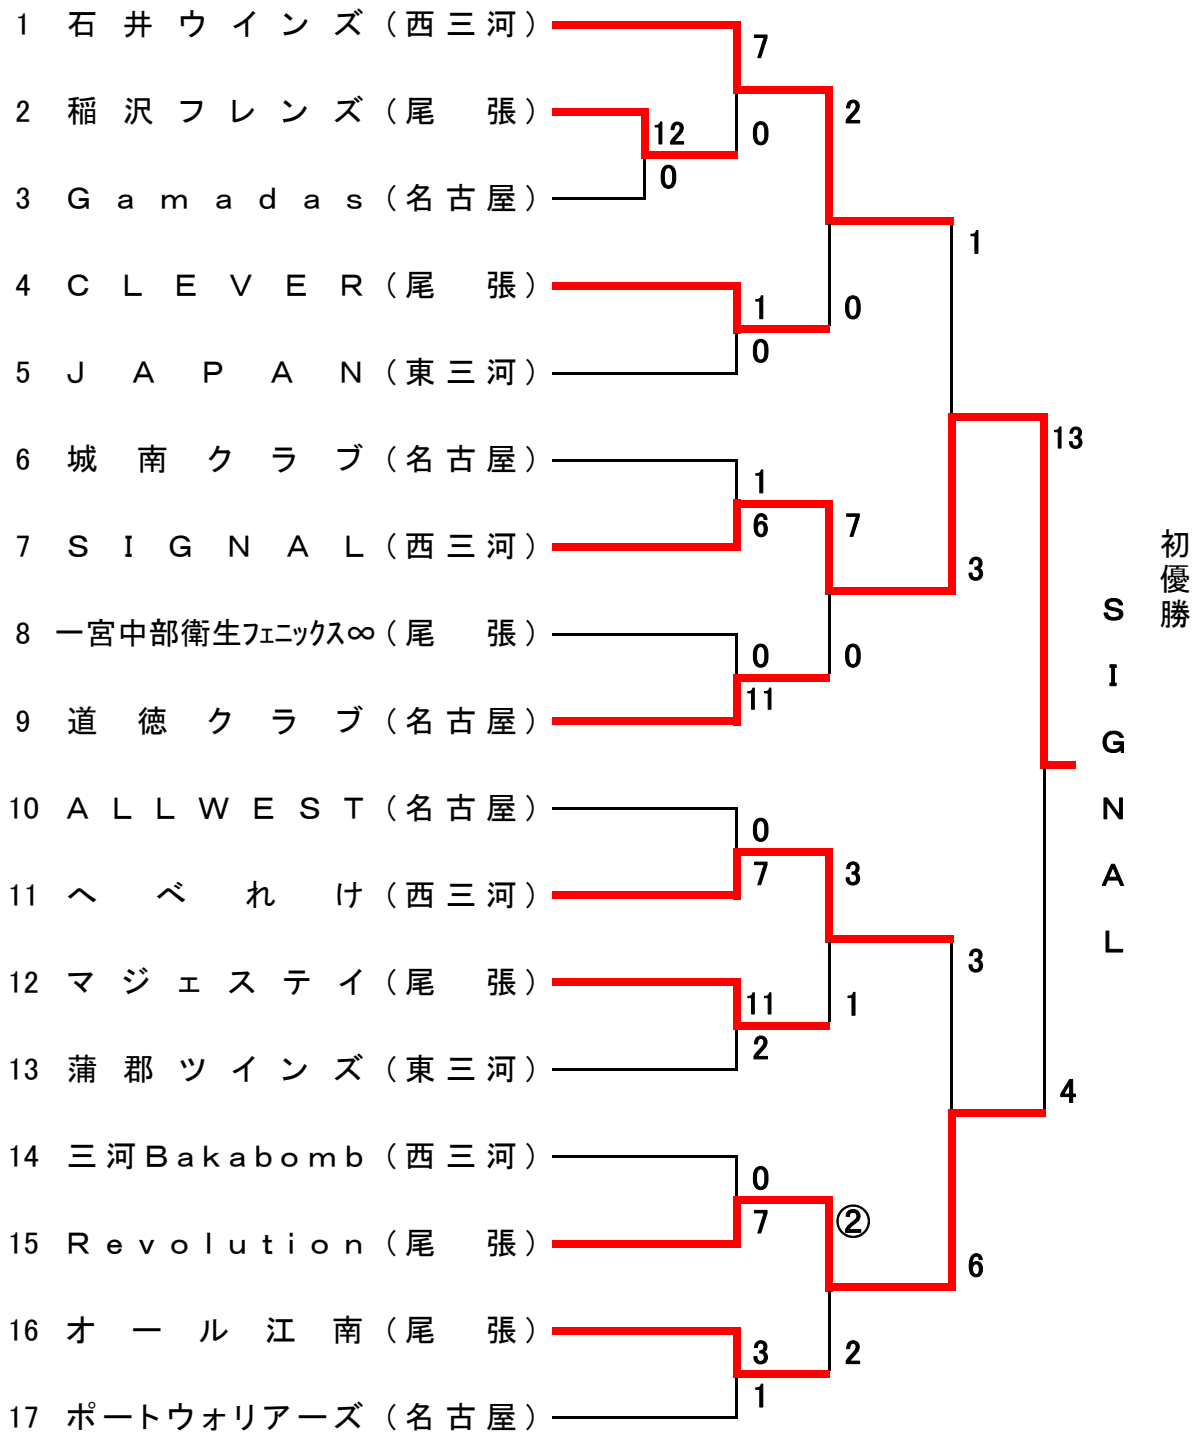 1 石井ウインズ(西三河)
7
2 稲沢フレンズ(尾張)
2
12
0
0
3 Gamadas(名古屋)
1
4 CLEVER(尾張)
1
0
0
5 JAPAN(東三河)
13
6 城南クラブ(名古屋)
1
6
7
7 SIGNAL(西三河)
3
初優勝
SIGNAL
8 一宮中部衛生フェニックス∞(尾張)
0
0
11
9 道徳クラブ(名古屋)
10 ALLWEST(名古屋)
0
7
3
11 へべれけ(西三河)
3
12 マジェステイ(尾張)
11
1
2
13 蒲郡ツインズ(東三河)
4
14 三河Bakabomb(西三河)
0
7
②
15 Revolution(尾張)
6
16 オール江南(尾張)
3
2
1
17 ポートウォリアーズ(名古屋)